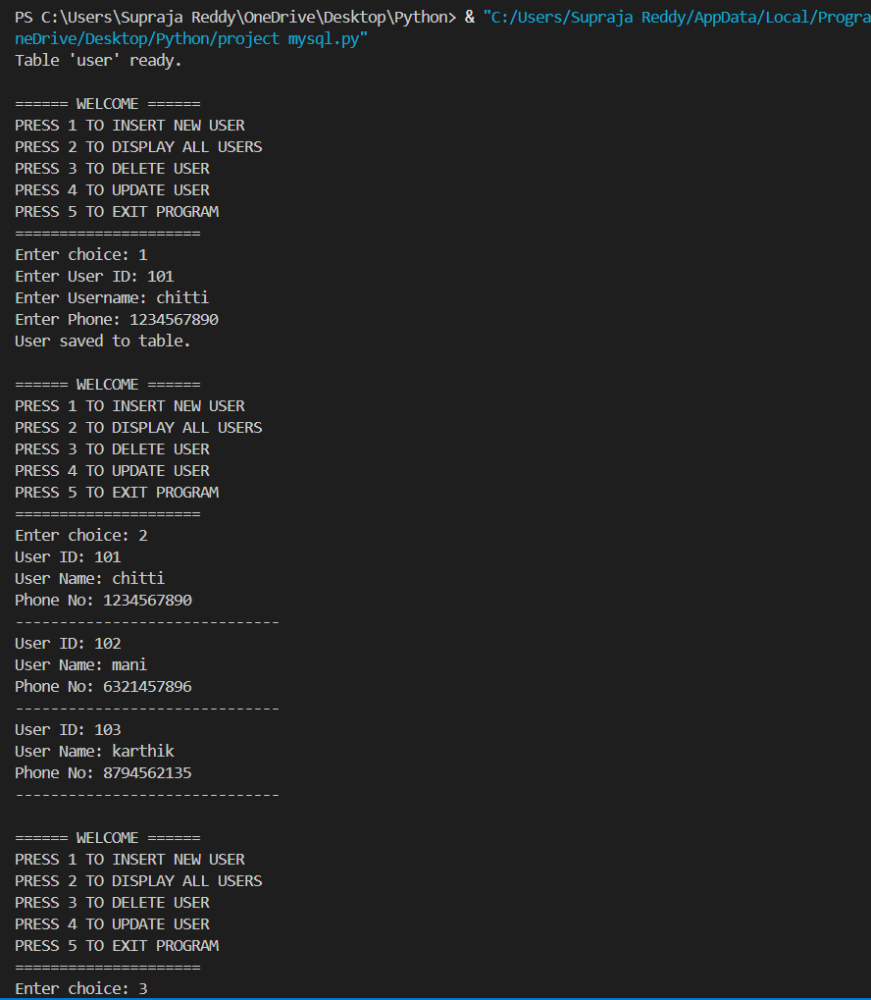 PS C:\Users\Supraja Reddy\OneDrive\Desktop\Python> & "C:/Users/Supraja Reddy/AppData/Local/Progra
neDrive/Desktop/Python/project mysql.py"
Table 'user' ready.
====== WELCOME ======
PRESS 1 TO INSERT NEW USER
PRESS 2 TO DISPLAY ALL USERS
PRESS 3 TO DELETE USER
PRESS 4 TO UPDATE USER
PRESS 5 TO EXIT PROGRAM
=====================
Enter choice: 1
Enter User ID: 101
Enter Username: chitti
Enter Phone: 1234567890
User saved to table.
====== WELCOME ======
PRESS 1 TO INSERT NEW USER
PRESS 2 TO DISPLAY ALL USERS
PRESS 3 TO DELETE USER
PRESS 4 TO UPDATE USER
PRESS 5 TO EXIT PROGRAM
=====================
Enter choice: 2
User ID: 101
User Name: chitti
Phone No: 1234567890
------------------------------
User ID: 102
User Name: mani
Phone No: 6321457896
------------------------------
User ID: 103
User Name: karthik
Phone No: 8794562135
------------------------------
====== WELCOME ======
PRESS 1 TO INSERT NEW USER
PRESS 2 TO DISPLAY ALL USERS
PRESS 3 TO DELETE USER
PRESS 4 TO UPDATE USER
PRESS 5 TO EXIT PROGRAM
=====================
Enter choice: 3